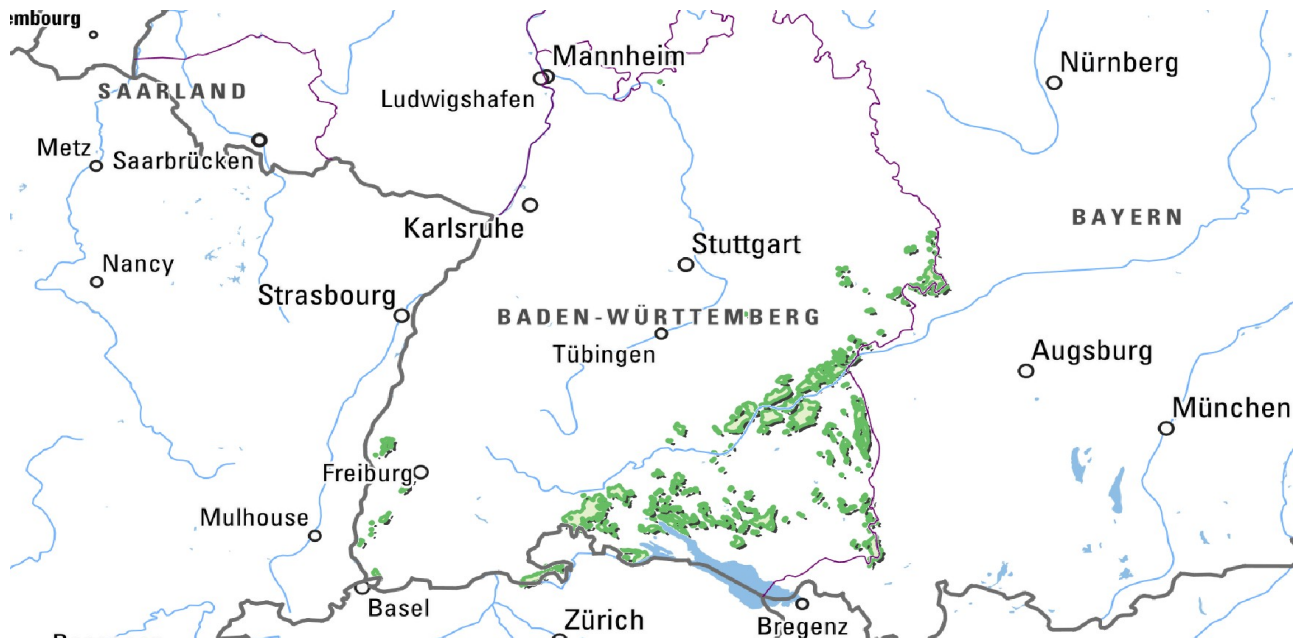 embourg
Mannheim
Nürnberg
SAARLAND
Ludwigshafen
Metz
Saarbrücken
Karlsruhe
BAYERN
Stuttgart
Nancy
Strasbourg
BADEN-WÜRTTEMBERG
Tübingen
Augsburg
München
Freiburg
Mulhouse
Basel
Zürich
Bregenz